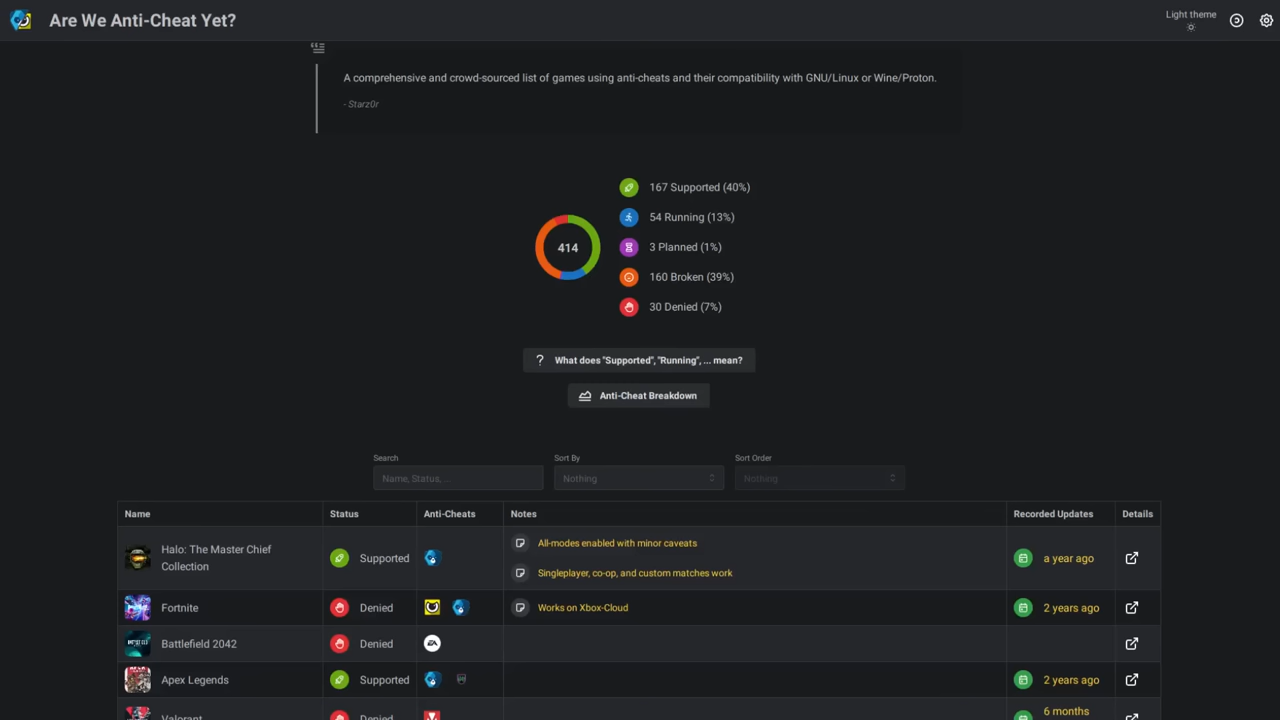 Are We Anti-Cheat Yet?
Light theme
A comprehensive and crowd-sourced list of games using anti-cheats and their compatibility with GNU/Linux or Wine/Proton.
- Starz0r
414
167 Supported (40%)
54 Running (13%)
3 Planned (1%)
160 Broken (39%)
30 Denied (7%)
? What does "Supported", "Running", ... mean?
Anti-Cheat Breakdown
Search Sort By Sort Order
Name, Status, ... Nothing Nothing
Name Status Anti-Cheats Notes Recorded Updates Details
Halo: The Master Chief
Collection
Supported
All-modes enabled with minor caveats
Singleplayer, co-op, and custom matches work
a year ago
Fortnite Denied Works on Xbox-Cloud 2 years ago
Battlefield 2042 Denied
Apex Legends Supported 2 years ago
Valorant Denied 6 months